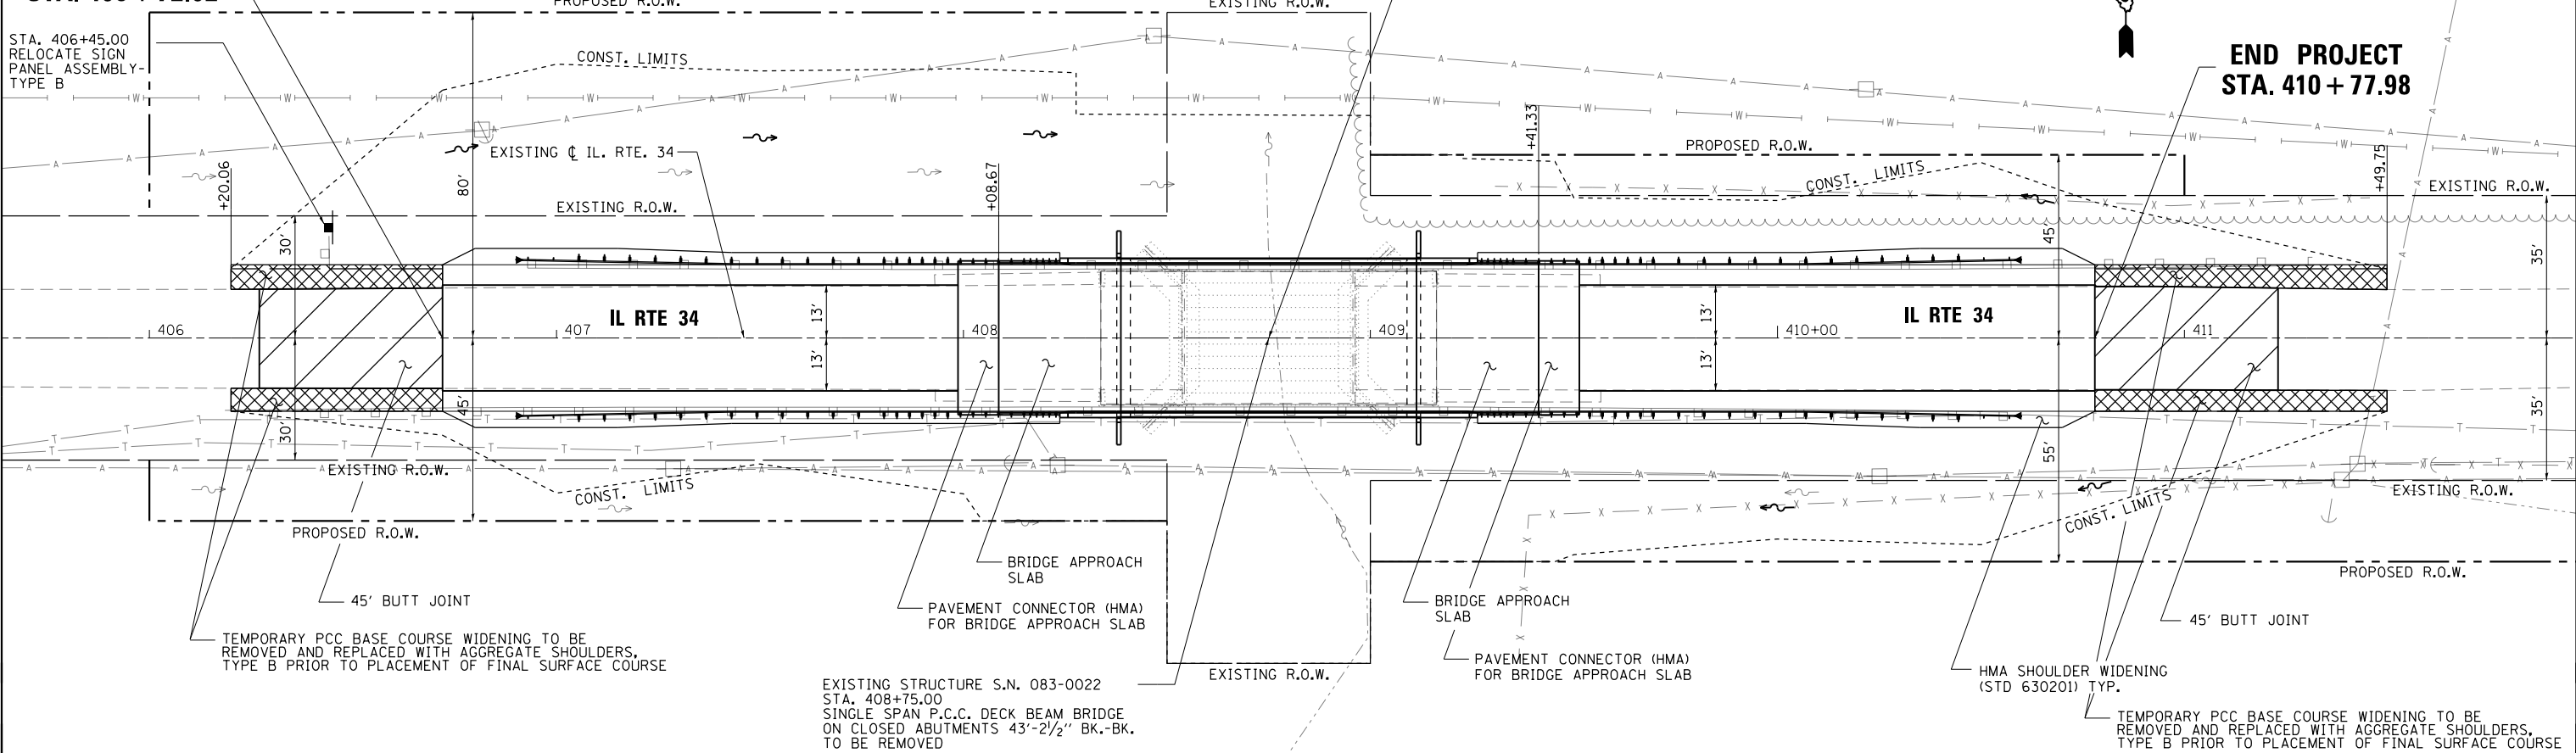 PROPOSED R.O.W.
EXISTING R.O.W.
STA. 406+45.00
RELOCATE SIGN
PANEL ASSEMBLY-
TYPE B
CONST. LIMITS
END PROJECT
STA. 410+77.98
EXISTING ℄ IL. RTE. 34
80'
+20.06
+08.67
+41.33
+49.75
PROPOSED R.O.W.
CONST. LIMITS
EXISTING R.O.W.
EXISTING R.O.W.
30'
45'
35'
13'
13'
IL RTE 34
IL RTE 34
406
407
408
409
410+00
411
13'
13'
30'
45'
55'
35'
EXISTING R.O.W.
CONST. LIMITS
EXISTING R.O.W.
CONST. LIMITS
PROPOSED R.O.W.
PROPOSED R.O.W.
BRIDGE APPROACH
SLAB
45' BUTT JOINT
PAVEMENT CONNECTOR (HMA)
FOR BRIDGE APPROACH SLAB
BRIDGE APPROACH
SLAB
45' BUTT JOINT
TEMPORARY PCC BASE COURSE WIDENING TO BE
REMOVED AND REPLACED WITH AGGREGATE SHOULDERS,
TYPE B PRIOR TO PLACEMENT OF FINAL SURFACE COURSE
PAVEMENT CONNECTOR (HMA)
FOR BRIDGE APPROACH SLAB
EXISTING R.O.W.
HMA SHOULDER WIDENING
(STD 630201) TYP.
EXISTING STRUCTURE S.N. 083-0022
STA. 408+75.00
SINGLE SPAN P.C.C. DECK BEAM BRIDGE
ON CLOSED ABUTMENTS 43'-2½" BK.-BK.
TO BE REMOVED
TEMPORARY PCC BASE COURSE WIDENING TO BE
REMOVED AND REPLACED WITH AGGREGATE SHOULDERS,
TYPE B PRIOR TO PLACEMENT OF FINAL SURFACE COURSE